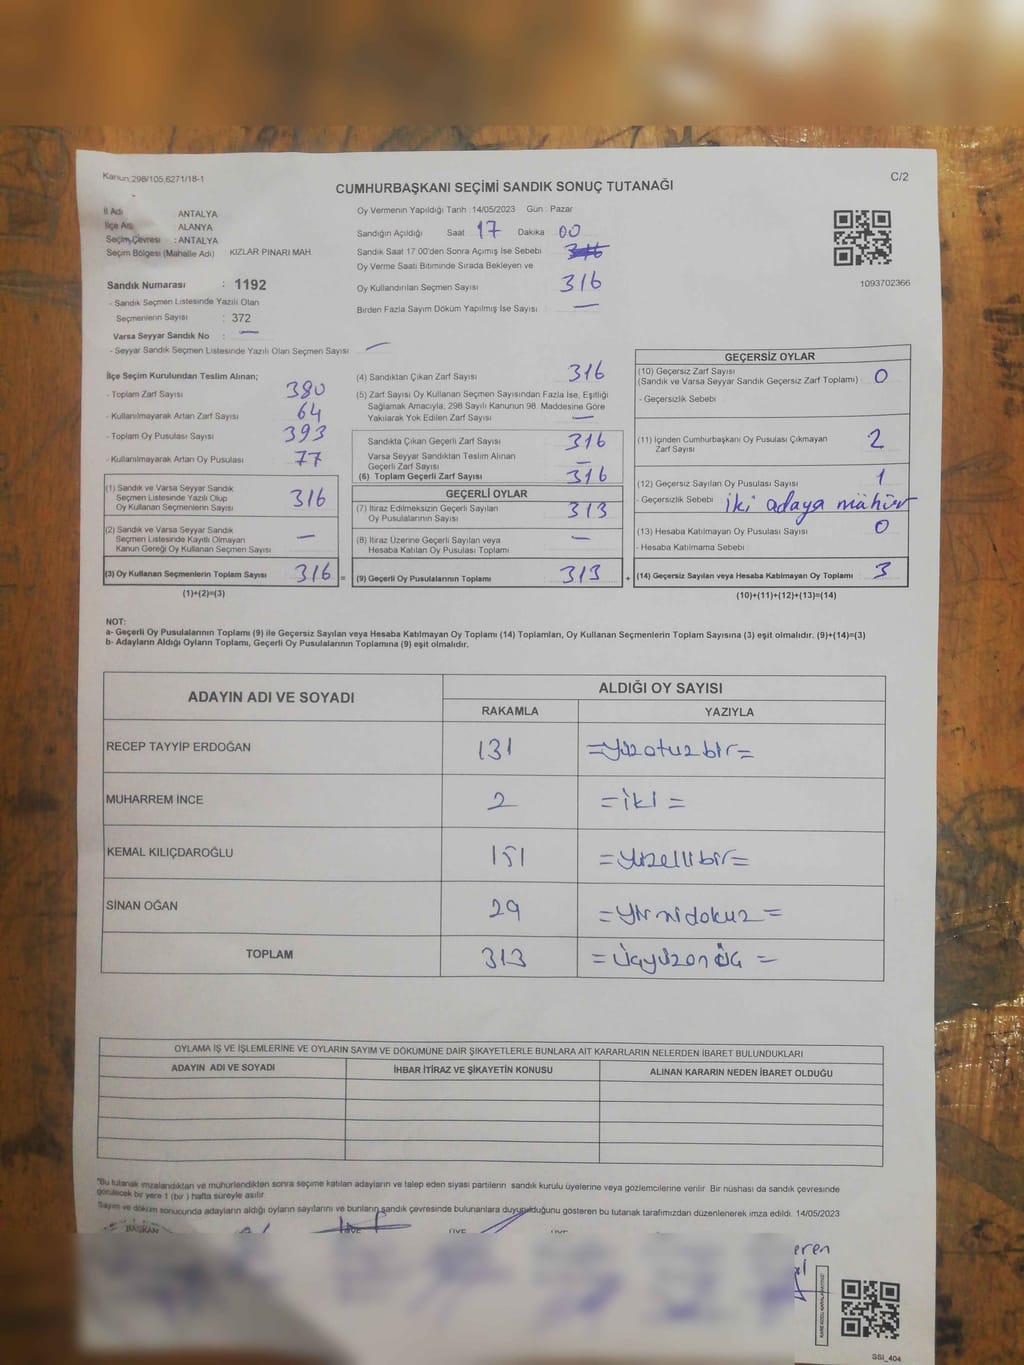 Kanun:298/105,6271/18-1
C/2
CUMHURBAŞKANI SEÇİMİ SANDIK SONUÇ TUTANAĞI
İl Adı ANTALYA
İlçe Adı ALANYA
Seçim Çevresi : ANTALYA
Seçim Bölgesi (Mahalle Adı) KIZLAR PINARI MAH.
Sandık Numarası : 1192
- Sandık Seçmen Listesinde Yazılı Olan
Seçmenlerin Sayısı : 372
Varsa Seyyar Sandık No : —
- Seyyar Sandık Seçmen Listesinde Yazılı Olan Seçmen Sayısı —
Oy Vermenin Yapıldığı Tarih :14/05/2023 Gün : Pazar
Sandığın Açıldığı Saat 17 Dakika 00
Sandık Saat 17:00'den Sonra Açılmış İse Sebebi 316
Oy Verme Saati Bitiminde Sırada Bekleyen ve
Oy Kullandırılan Seçmen Sayısı 316
Birden Fazla Sayım Döküm Yapılmış İse Sayısı : —
1093702366
İlçe Seçim Kurulundan Teslim Alınan;
- Toplam Zarf Sayısı 380
- Kullanılmayarak Artan Zarf Sayısı 64
- Toplam Oy Pusulası Sayısı 393
- Kullanılmayarak Artan Oy Pusulası 77
(1) Sandık ve Varsa Seyyar Sandık
Seçmen Listesinde Yazılı Olup
Oy Kullanan Seçmenlerin Sayısı 316
(2) Sandık ve Varsa Seyyar Sandık
Seçmen Listesinde Kayıtlı Olmayan
Kanun Gereği Oy Kullanan Seçmen Sayısı —
(3) Oy Kullanan Seçmenlerin Toplam Sayısı 316 =
(1)+(2)=(3)
(4) Sandıktan Çıkan Zarf Sayısı 316
(5) Zarf Sayısı Oy Kullanan Seçmen Sayısından Fazla İse, Eşitliği
Sağlamak Amacıyla; 298 Sayılı Kanunun 98. Maddesine Göre
Yakılarak Yok Edilen Zarf Sayısı —
Sandıkta Çıkan Geçerli Zarf Sayısı 316
Varsa Seyyar Sandıktan Teslim Alınan
Geçerli Zarf Sayısı —
(6) Toplam Geçerli Zarf Sayısı 316
GEÇERLİ OYLAR
(7) İtiraz Edilmeksizin Geçerli Sayılan
Oy Pusulalarının Sayısı 313
(8) İtiraz Üzerine Geçerli Sayılan veya
Hesaba Katılan Oy Pusulası Toplamı —
(9) Geçerli Oy Pusulalarının Toplamı 313 +
GEÇERSİZ OYLAR
(10) Geçersiz Zarf Sayısı
(Sandık ve Varsa Seyyar Sandık Geçersiz Zarf Toplamı) 0
- Geçersizlik Sebebi :
(11) İçinden Cumhurbaşkanı Oy Pusulası Çıkmayan
Zarf Sayısı 2
(12) Geçersiz Sayılan Oy Pusulası Sayısı 1
- Geçersizlik Sebebi iki adaya mühür
(13) Hesaba Katılmayan Oy Pusulası Sayısı 0
- Hesaba Katılmama Sebebi :
(14) Geçersiz Sayılan veya Hesaba Katılmayan Oy Toplamı : 3
(10)+(11)+(12)+(13)=(14)
NOT:
a- Geçerli Oy Pusulalarının Toplamı (9) ile Geçersiz Sayılan veya Hesaba Katılmayan Oy Toplamı (14) Toplamları, Oy Kullanan Seçmenlerin Toplam Sayısına (3) eşit olmalıdır. (9)+(14)=(3)
b- Adayların Aldığı Oyların Toplamı, Geçerli Oy Pusulalarının Toplamına (9) eşit olmalıdır.
ADAYIN ADI VE SOYADI ALDIĞI OY SAYISI
RAKAMLA YAZIYLA
RECEP TAYYİP ERDOĞAN 131 =yüzotuzbir=
MUHARREM İNCE 2 =iki=
KEMAL KILIÇDAROĞLU 151 =yüzellibir=
SİNAN OĞAN 29 =yirmidokuz=
TOPLAM 313 =Üçyüzonüç=
OYLAMA İŞ VE İŞLEMLERİNE VE OYLARIN SAYIM VE DÖKÜMÜNE DAİR ŞİKAYETLERLE BUNLARA AİT KARARLARIN NELERDEN İBARET BULUNDUKLARI
ADAYIN ADI VE SOYADI İHBAR İTİRAZ VE ŞİKAYETİN KONUSU ALINAN KARARIN NEDEN İBARET OLDUĞU
"Bu tutanak imzalandıktan ve mühürlendikten sonra seçime katılan adayların ve talep eden siyasi partilerin sandık kurulu üyelerine veya gözlemcilerine verilir. Bir nüshası da sandık çevresinde
görülecek bir yere 1 (bir ) hafta süreyle asılır.
Sayım ve döküm sonucunda adayların aldığı oyların sayılarını ve bunların sandık çevresinde bulunanlara duyurulduğunu gösteren bu tutanak tarafımızdan düzenlenerek imza edildi. 14/05/2023
BAŞKAN ÜYE ÜYE
eren
SSI_404